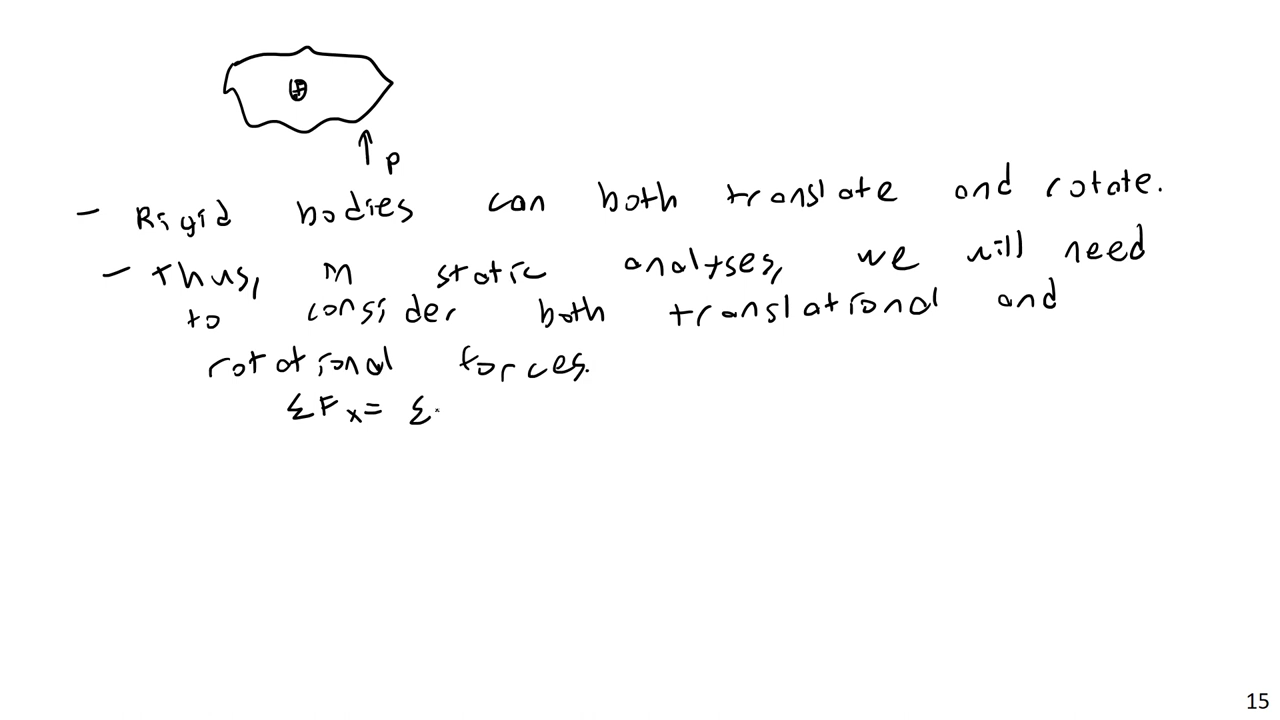 P
- Rigid bodies can both translate and rotate.
- Thus, in static analyses, we will need
to consider both translational and
rotational forces.
ΣFx= Σ
15